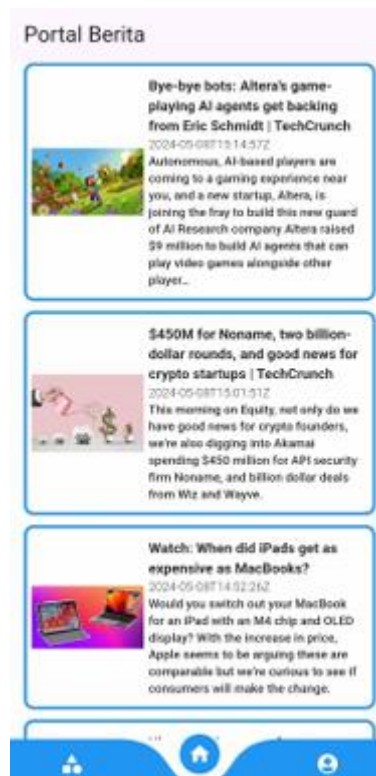 Portal Berita
Bye-bye bots: Altera's game-
playing AI agents get backing
from Eric Schmidt | TechCrunch
2024-05-08T15:14:57Z
Autonomous, AI-based players are
coming to a gaming experience near
you, and a new startup, Altera, is
joining the fray to build this new guard
of AI Research company Altera raised
$9 million to build AI agents that can
play video games alongside other
player…
$450M for Noname, two billion-
dollar rounds, and good news for
crypto startups | TechCrunch
2024-05-08T15:01:51Z
This morning on Equity, not only do we
have good news for crypto founders,
we're also digging into Akamai
spending $450 million for API security
firm Noname, and billion dollar deals
from Wiz and Wayve.
Watch: When did iPads get as
expensive as MacBooks?
2024-05-08T14:52:26Z
Would you switch out your MacBook
for an iPad with an M4 chip and OLED
display? With the increase in price,
Apple seems to be arguing these are
comparable but we're curious to see if
consumers will make the change.